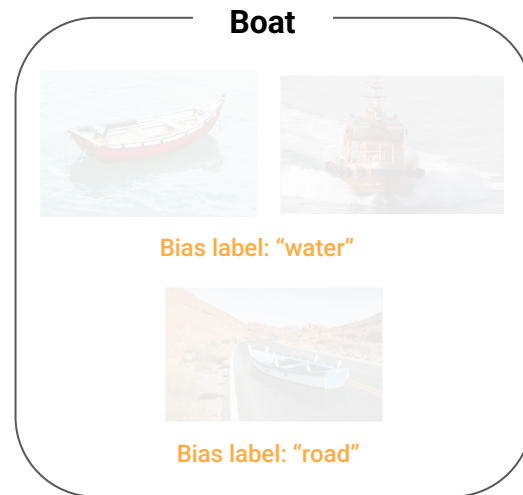 Boat
Bias label: “water”
Bias label: “road”